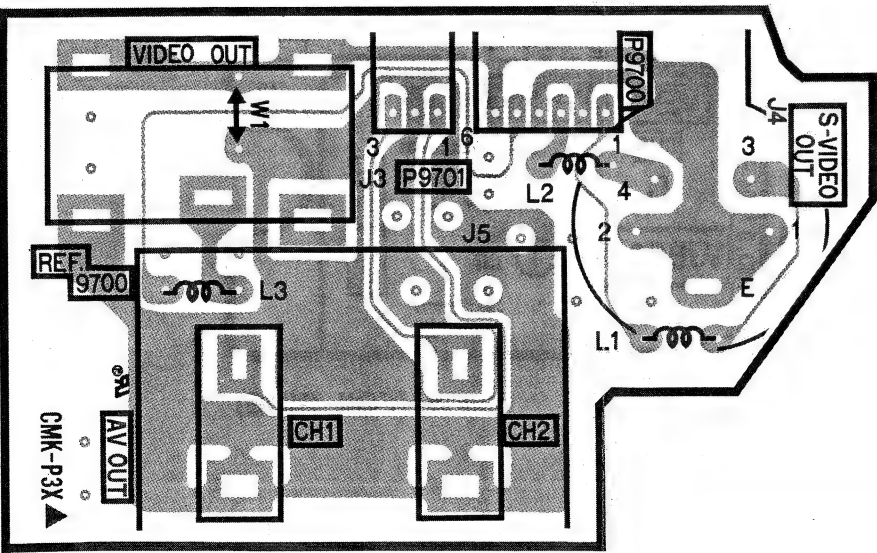 VIDEO OUT
P9700
J4
S-VIDEO
OUT
W1
3
1
6
1
3
J3
P9701
L2
4
J5
2
1
REF.
9700
L3
E
L1
CH1
CH2
AV OUT
CMK-P3X